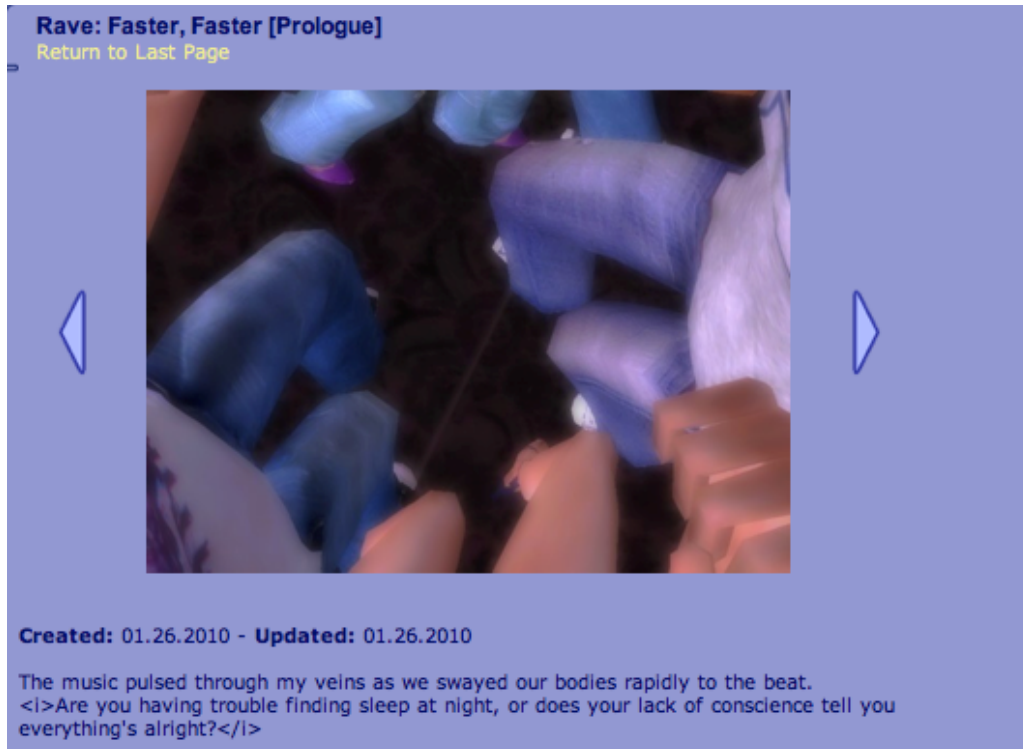 Rave: Faster, Faster [Prologue]
Return to Last Page
Created: 01.26.2010 - Updated: 01.26.2010
The music pulsed through my veins as we swayed our bodies rapidly to the beat.
<i>Are you having trouble finding sleep at night, or does your lack of conscience tell you
everything's alright?</i>